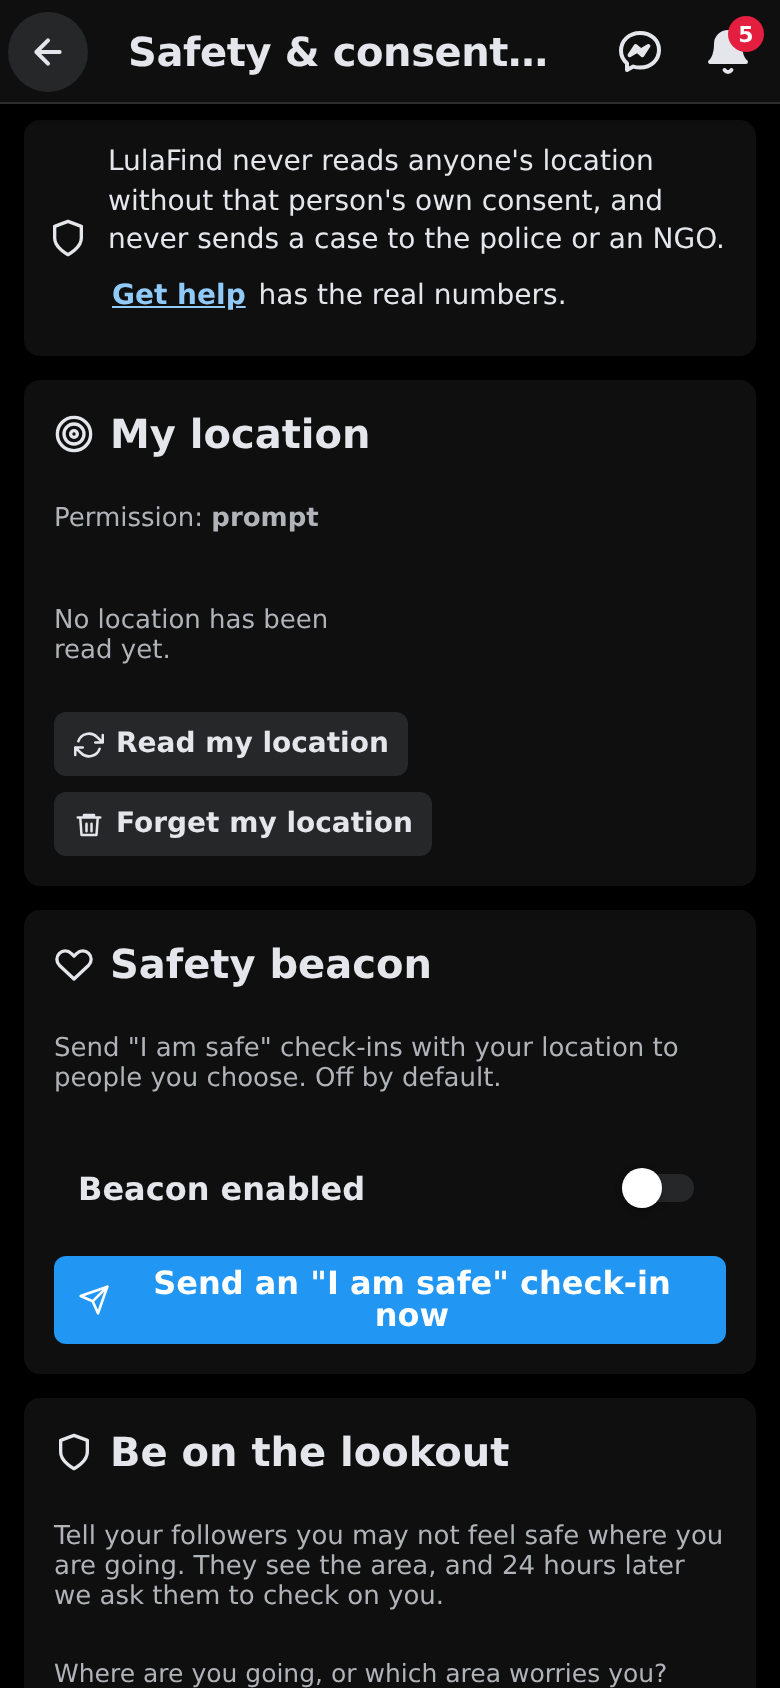 Safety & consent...
5
LulaFind never reads anyone's location
without that person's own consent, and
never sends a case to the police or an NGO.
Get help has the real numbers.
My location
Permission: prompt
No location has been
read yet.
Read my location
Forget my location
Safety beacon
Send "I am safe" check-ins with your location to
people you choose. Off by default.
Beacon enabled
Send an "I am safe" check-in
now
Be on the lookout
Tell your followers you may not feel safe where you
are going. They see the area, and 24 hours later
we ask them to check on you.
Where are you going, or which area worries you?